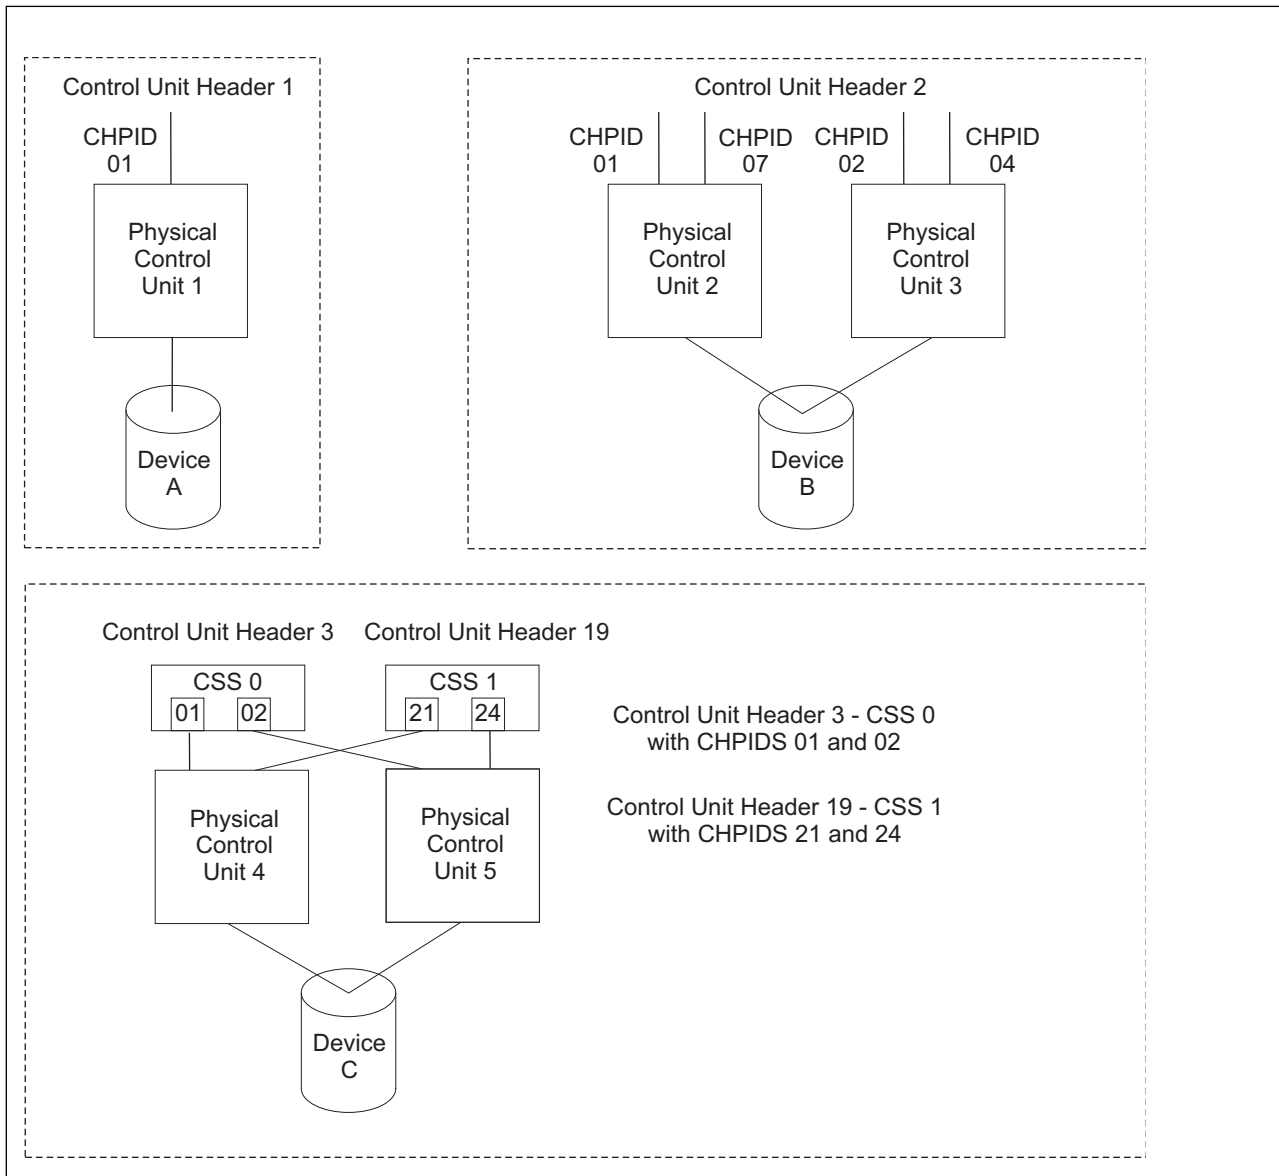 Control Unit Header 1
CHPID
01
Physical
Control
Unit 1
Device
A
Control Unit Header 2
CHPID
01
CHPID
07
CHPID
02
CHPID
04
Physical
Control
Unit 2
Physical
Control
Unit 3
Device
B
Control Unit Header 3
Control Unit Header 19
CSS 0
01
02
CSS 1
21
24
Control Unit Header 3 - CSS 0
with CHPIDS 01 and 02
Control Unit Header 19 - CSS 1
with CHPIDS 21 and 24
Physical
Control
Unit 4
Physical
Control
Unit 5
Device
C